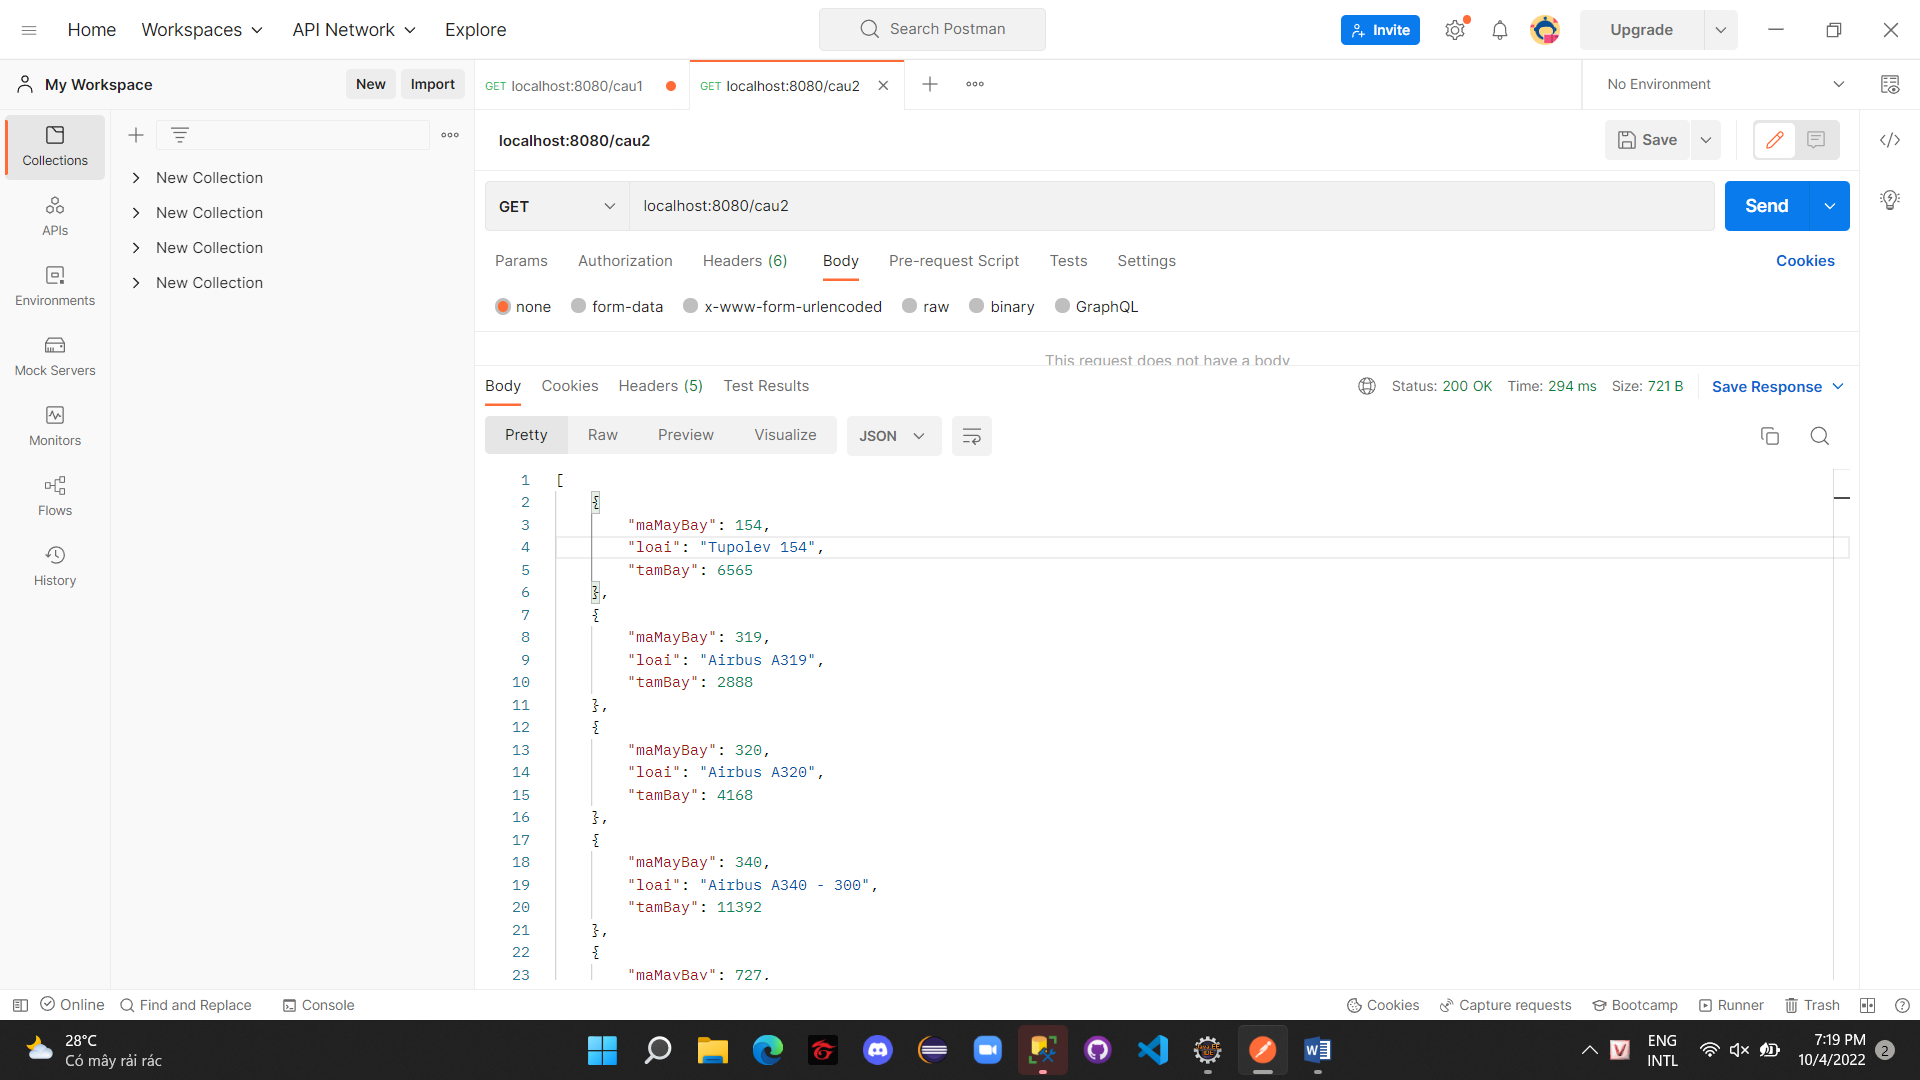 Home Workspaces API Network Explore Search Postman Invite Upgrade
My Workspace New Import GET localhost:8080/cau1 GET localhost:8080/cau2 No Environment
Collections
APIs
Environments
Mock Servers
Monitors
Flows
History
New Collection
New Collection
New Collection
New Collection
localhost:8080/cau2 Save
GET localhost:8080/cau2 Send
Params Authorization Headers (6) Body Pre-request Script Tests Settings Cookies
none form-data x-www-form-urlencoded raw binary GraphQL
This request does not have a body
Body Cookies Headers (5) Test Results Status: 200 OK Time: 294 ms Size: 721 B Save Response
Pretty Raw Preview Visualize JSON
1 [
2 {
3 "maMayBay": 154,
4 "loai": "Tupolev 154",
5 "tamBay": 6565
6 },
7 {
8 "maMayBay": 319,
9 "loai": "Airbus A319",
10 "tamBay": 2888
11 },
12 {
13 "maMayBay": 320,
14 "loai": "Airbus A320",
15 "tamBay": 4168
16 },
17 {
18 "maMayBay": 340,
19 "loai": "Airbus A340 - 300",
20 "tamBay": 11392
21 },
22 {
23 "maMayBay": 727,
Online Find and Replace Console Cookies Capture requests Bootcamp Runner Trash
28°C
Có mây rải rác
ENG
INTL
7:19 PM
10/4/2022
2